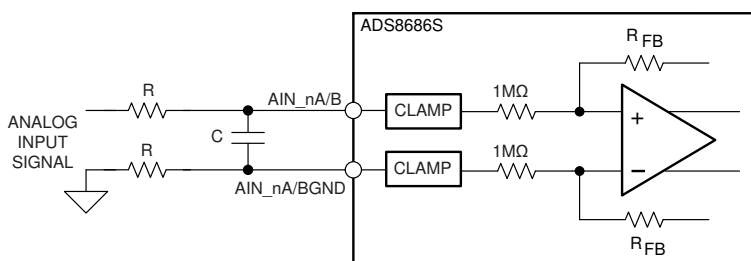 ADS8686S
R FB
R
AIN_nA/B
CLAMP
1MΩ
ANALOG
INPUT
SIGNAL
C
+
R
AIN_nA/BGND
CLAMP
1MΩ
−
R FB